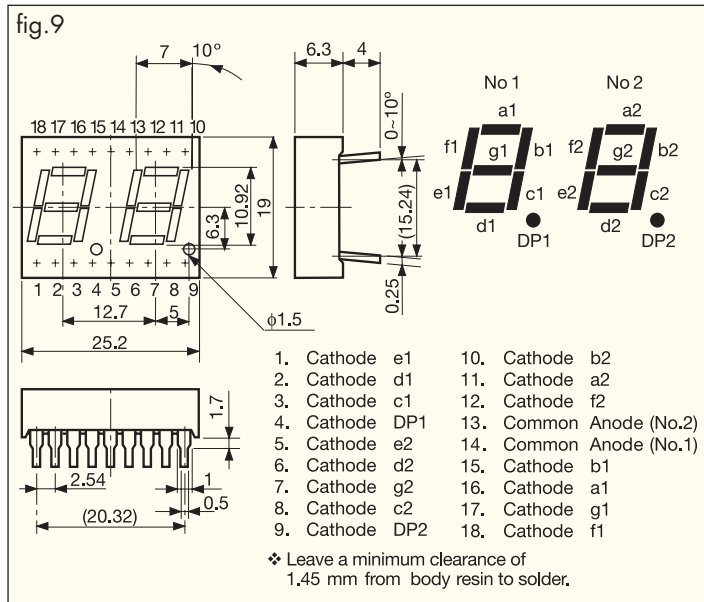 fig.9
7
10°
6.3
4
18 17 16 15 14 13 12 11 10
10.92
6.3
19
1 2 3 4 5 6 7 8 9
12.7
5
φ1.5
25.2
0~10°
(15.24)
0.25
No 1
a1
f1
g1
b1
e1
c1
d1
DP1
No 2
a2
f2
g2
b2
e2
c2
d2
DP2
1.7
2.54
1
0.5
(20.32)
1. Cathode e1
2. Cathode d1
3. Cathode c1
4. Cathode DP1
5. Cathode e2
6. Cathode d2
7. Cathode g2
8. Cathode c2
9. Cathode DP2
10. Cathode b2
11. Cathode a2
12. Cathode f2
13. Common Anode (No.2)
14. Common Anode (No.1)
15. Cathode b1
16. Cathode a1
17. Cathode g1
18. Cathode f1
❖ Leave a minimum clearance of
1.45 mm from body resin to solder.